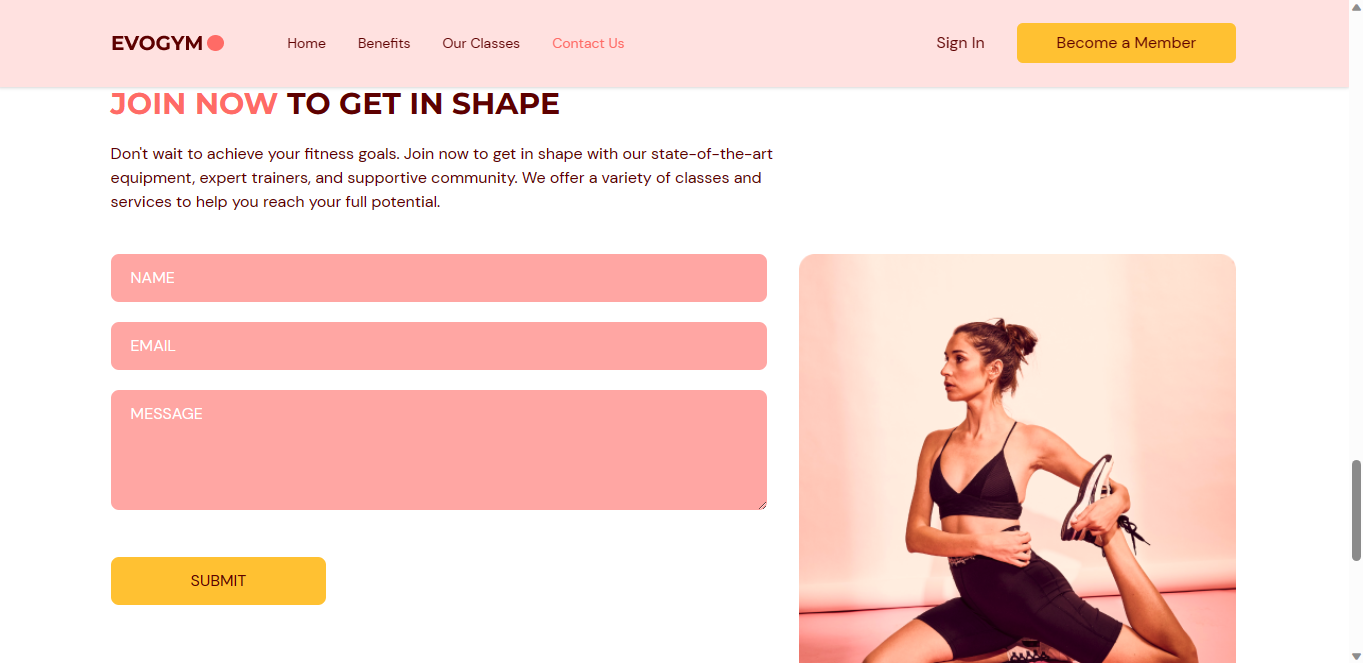 EVOGYM
Home
Benefits
Our Classes
Contact Us
Sign In
Become a Member
JOIN NOW TO GET IN SHAPE
Don't wait to achieve your fitness goals. Join now to get in shape with our state-of-the-art
equipment, expert trainers, and supportive community. We offer a variety of classes and
services to help you reach your full potential.
NAME
EMAIL
MESSAGE
SUBMIT